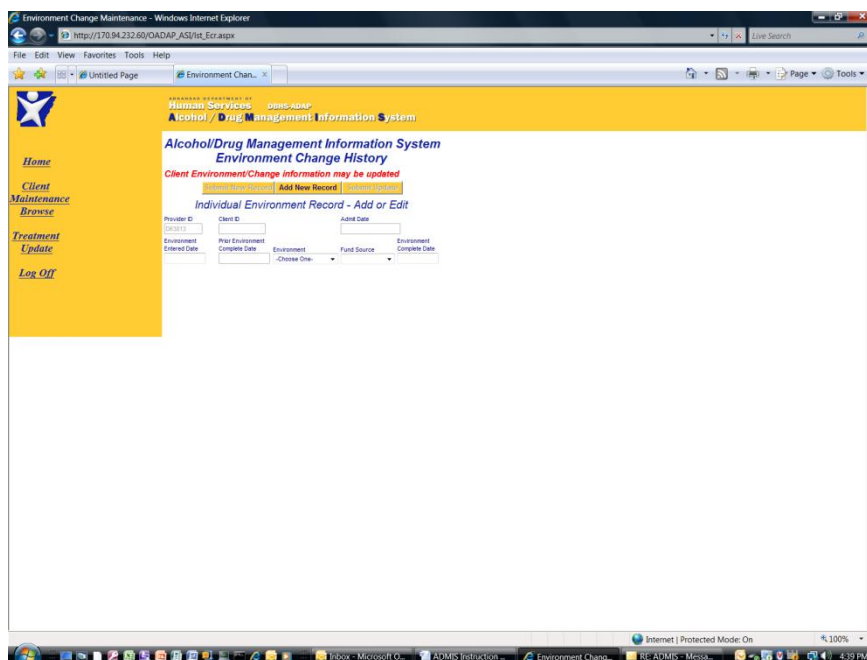 Environment Change Maintenance - Windows Internet Explorer
http://170.94.232.60/OADAP_ASI/lst_Ecr.aspx
Live Search
File Edit View Favorites Tools Help
Untitled Page
Environment Chan...
Page
Tools
ARKANSAS DEPARTMENT OF
Human Services DBHS-ADAP
Alcohol / Drug Management Information System
Home
Client
Maintenance
Browse
Treatment
Update
Log Off
Alcohol/Drug Management Information System
Environment Change History
Client Environment/Change information may be updated
Submit New Record Add New Record Submit Update
Individual Environment Record - Add or Edit
Provider ID Client ID Admit Date
Environment Entered Date
Prior Environment Complete Date
Environment
Fund Source
Environment Complete Date
-Choose One-
Internet | Protected Mode: On
100%
Inbox - Microsoft O...
ADMIS Instruction ...
Environment Chang...
RE: ADMIS - Messa...
4:39 PM